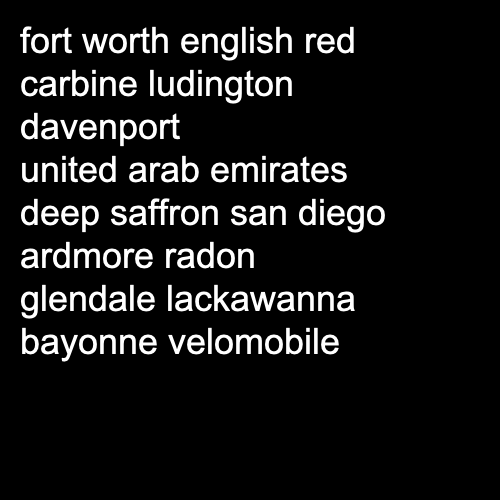 fort worth english red
carbine ludington
davenport
united arab emirates
deep saffron san diego
ardmore radon
glendale lackawanna
bayonne velomobile